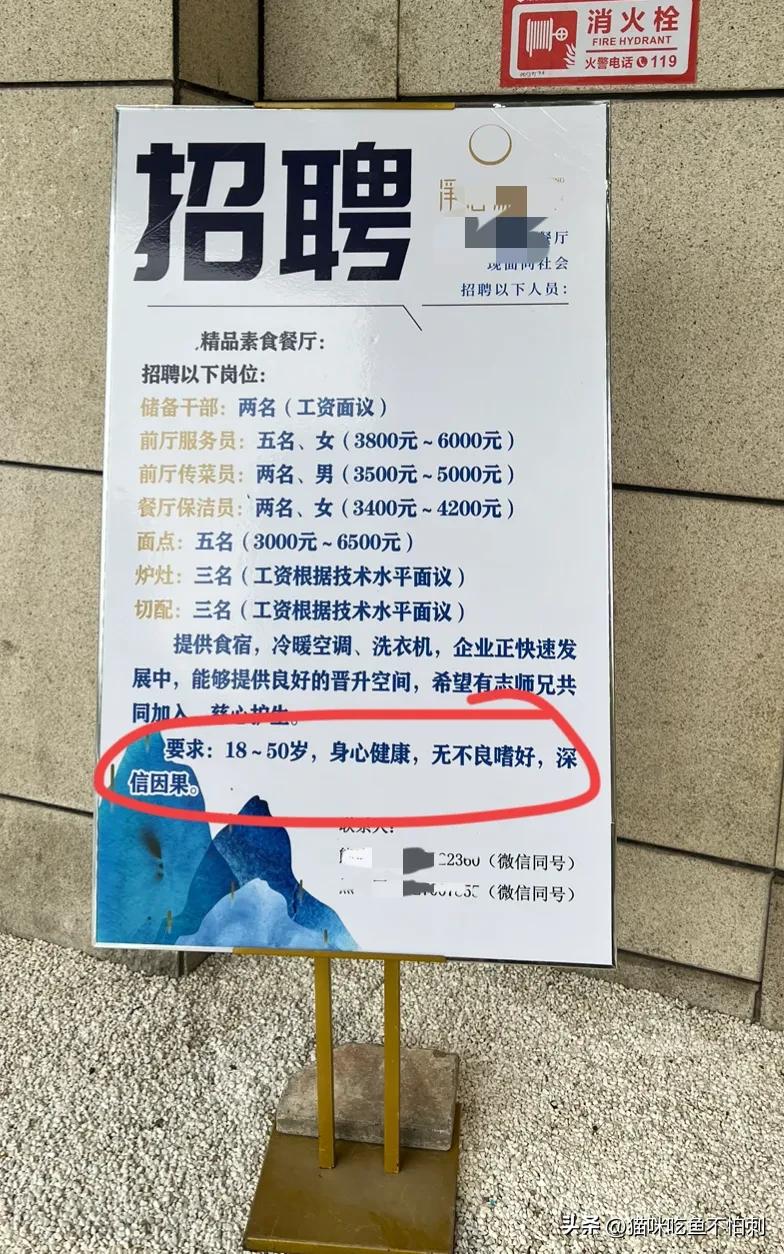 消火栓
FIRE HYDRANT
火警电话 119
招聘
餐厅
现面向社会
招聘以下人员：
精品素食餐厅：
招聘以下岗位：
储备干部：两名（工资面议）
前厅服务员：五名、女（3800元~6000元）
前厅传菜员：两名、男（3500元~5000元）
餐厅保洁员：两名、女（3400元~4200元）
面点：五名（3000元~6500元）
炉灶：三名（工资根据技术水平面议）
切配：三名（工资根据技术水平面议）
提供食宿，冷暖空调、洗衣机，企业正快速发
展中，能够提供良好的晋升空间，希望有志师兄共
同加入，慈心护生。
要求：18~50岁，身心健康，无不良嗜好，深
信因果。
联系人：
22360（微信同号）
（微信同号）
头条 @猫咪吃鱼不怕刺